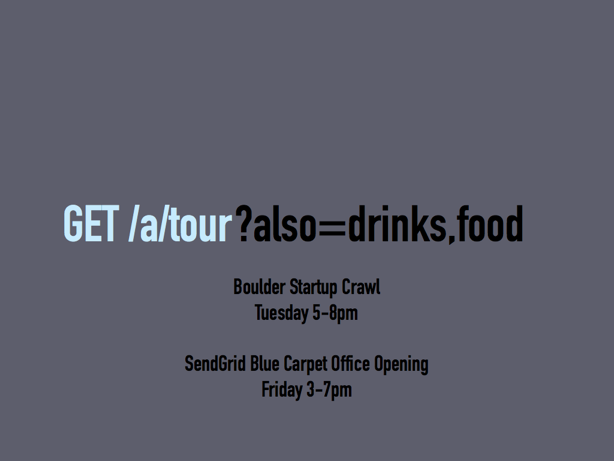 GET /a/tour?also=drinks,food
Boulder Startup Crawl
Tuesday 5-8pm
SendGrid Blue Carpet Office Opening
Friday 3-7pm